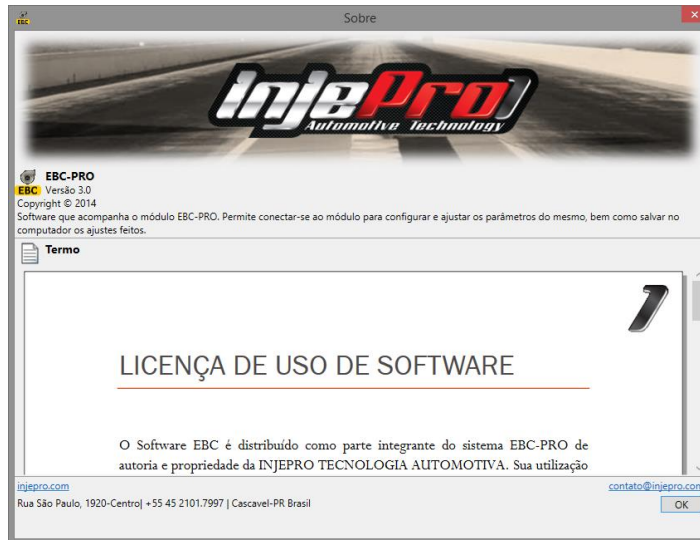 EBC
Sobre
InjePro
Automotive Technology
EBC-PRO
EBC Versão 3.0
Copyright © 2014
Software que acompanha o módulo EBC-PRO. Permite conectar-se ao módulo para configurar e ajustar os parâmetros do mesmo, bem como salvar no
computador os ajustes feitos.
Termo
LICENÇA DE USO DE SOFTWARE
O Software EBC é distribuído como parte integrante do sistema EBC-PRO de
autoria e propriedade da INJEPRO TECNOLOGIA AUTOMOTIVA. Sua utilização
injepro.com
contato@injepro.com
Rua São Paulo, 1920-Centro| +55 45 2101.7997 | Cascavel-PR Brasil
OK